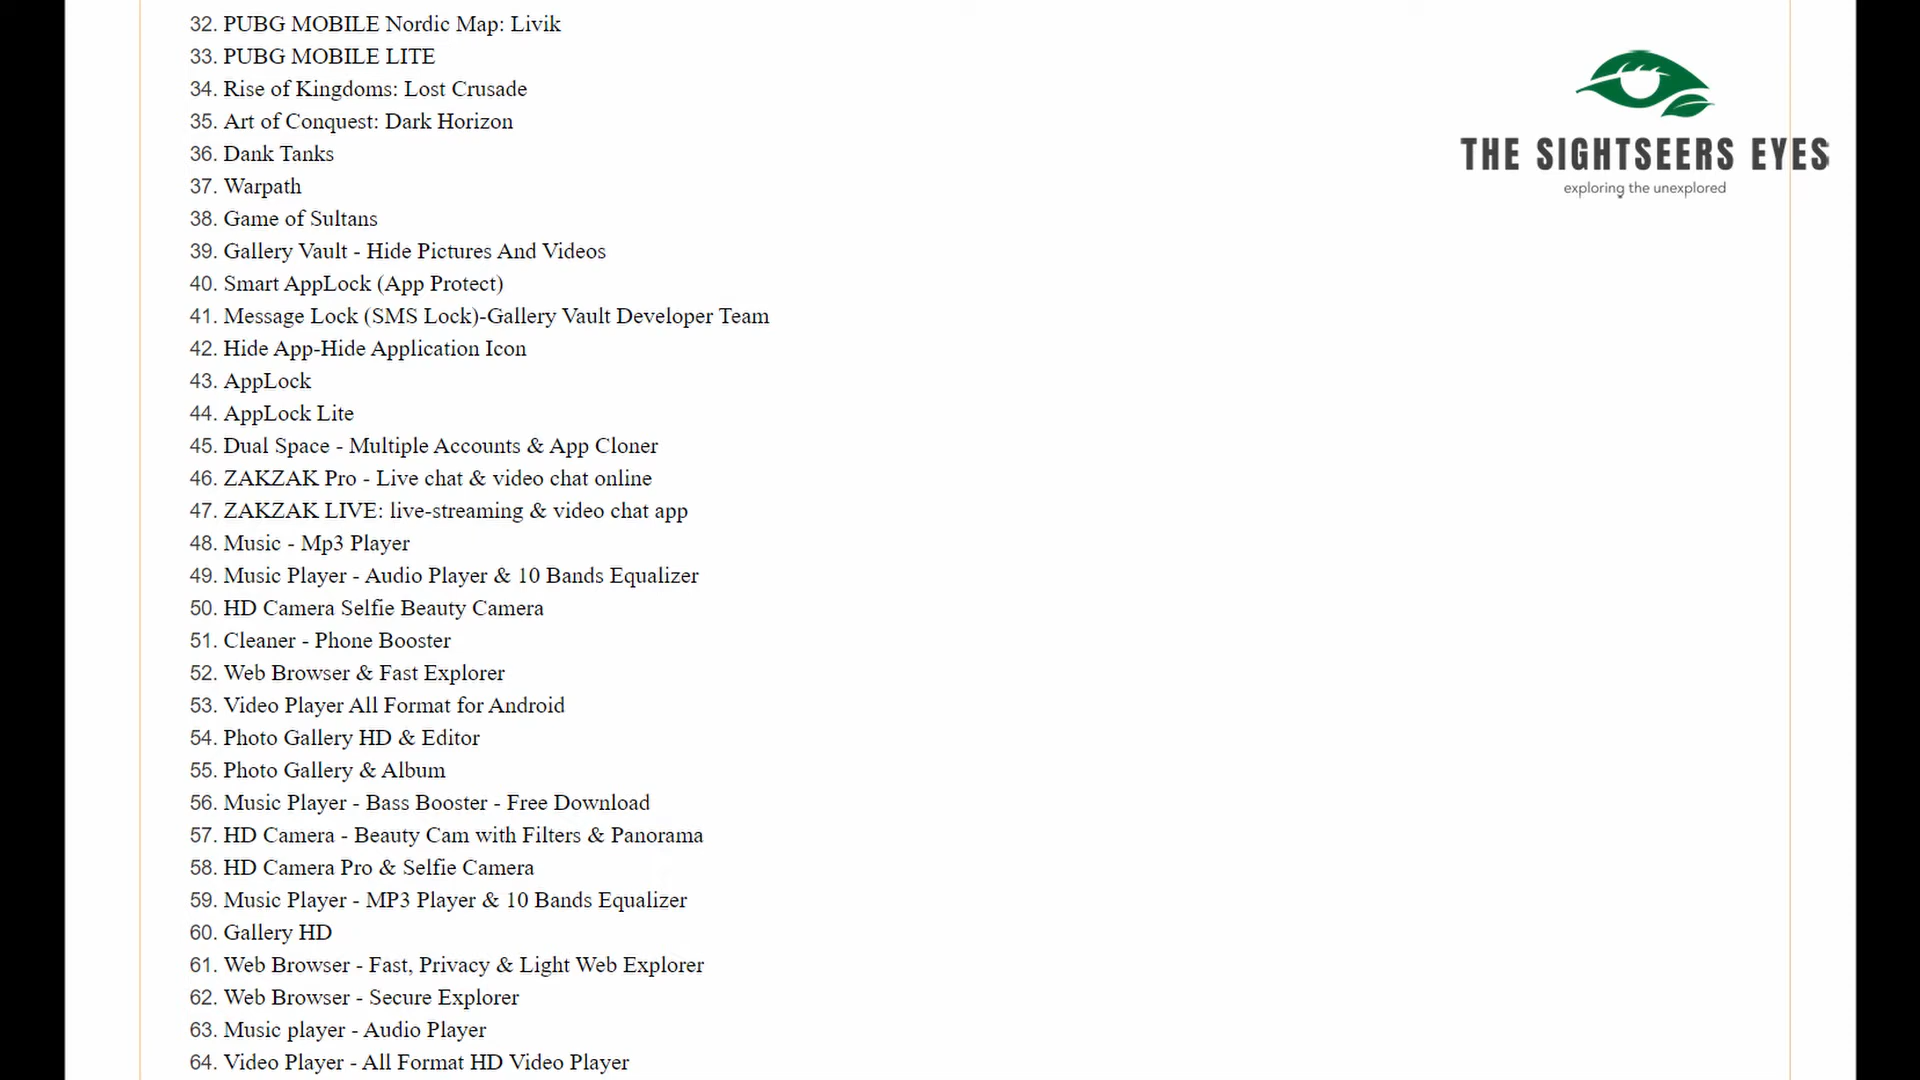 32. PUBG MOBILE Nordic Map: Livik
33. PUBG MOBILE LITE
34. Rise of Kingdoms: Lost Crusade
35. Art of Conquest: Dark Horizon
36. Dank Tanks
37. Warpath
38. Game of Sultans
39. Gallery Vault - Hide Pictures And Videos
40. Smart AppLock (App Protect)
41. Message Lock (SMS Lock)-Gallery Vault Developer Team
42. Hide App-Hide Application Icon
43. AppLock
44. AppLock Lite
45. Dual Space - Multiple Accounts & App Cloner
46. ZAKZAK Pro - Live chat & video chat online
47. ZAKZAK LIVE: live-streaming & video chat app
48. Music - Mp3 Player
49. Music Player - Audio Player & 10 Bands Equalizer
50. HD Camera Selfie Beauty Camera
51. Cleaner - Phone Booster
52. Web Browser & Fast Explorer
53. Video Player All Format for Android
54. Photo Gallery HD & Editor
55. Photo Gallery & Album
56. Music Player - Bass Booster - Free Download
57. HD Camera - Beauty Cam with Filters & Panorama
58. HD Camera Pro & Selfie Camera
59. Music Player - MP3 Player & 10 Bands Equalizer
60. Gallery HD
61. Web Browser - Fast, Privacy & Light Web Explorer
62. Web Browser - Secure Explorer
63. Music player - Audio Player
64. Video Player - All Format HD Video Player
THE SIGHTSEERS EYES
exploring the unexplored